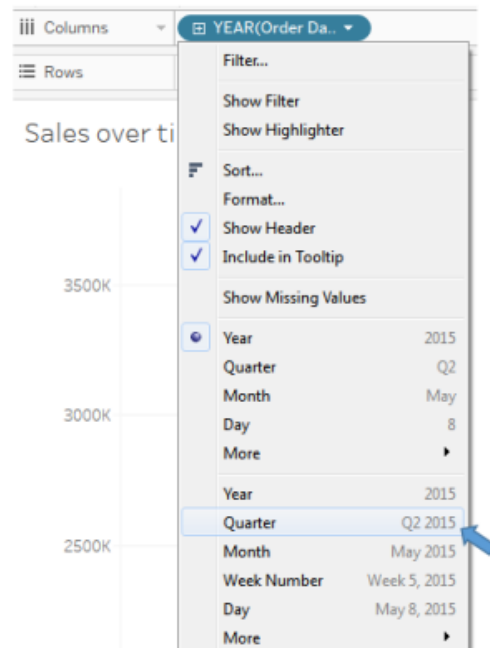 Columns
YEAR(Order Da..
Rows
Filter...
Show Filter
Show Highlighter
Sales over ti
Sort...
Format...
Show Header
Include in Tooltip
3500K
Show Missing Values
Year 2015
Quarter Q2
Month May
3000K
Day 8
More
Year 2015
Quarter Q2 2015
2500K
Month May 2015
Week Number Week 5, 2015
Day May 8, 2015
More